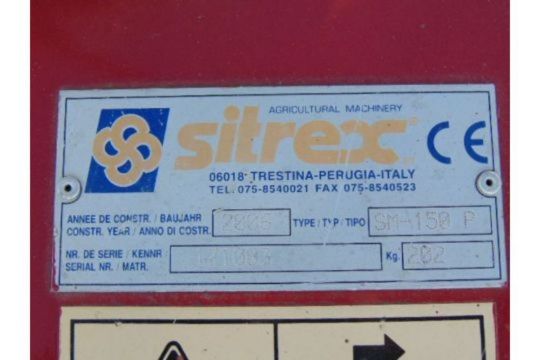 AGRICULTURAL MACHINERY
sitrex CE
06018 TRESTINA-PERUGIA-ITALY
TEL. 075-8540021 FAX 075-8540523
ANNEE DE CONSTR. / BAUJAHR
CONSTR. YEAR / ANNO DI COSTR. TYPE / TYP / TIPO SM-150 P
NR. DE SERIE / KENNR
SERIAL NR. / MATR. Kg. 202